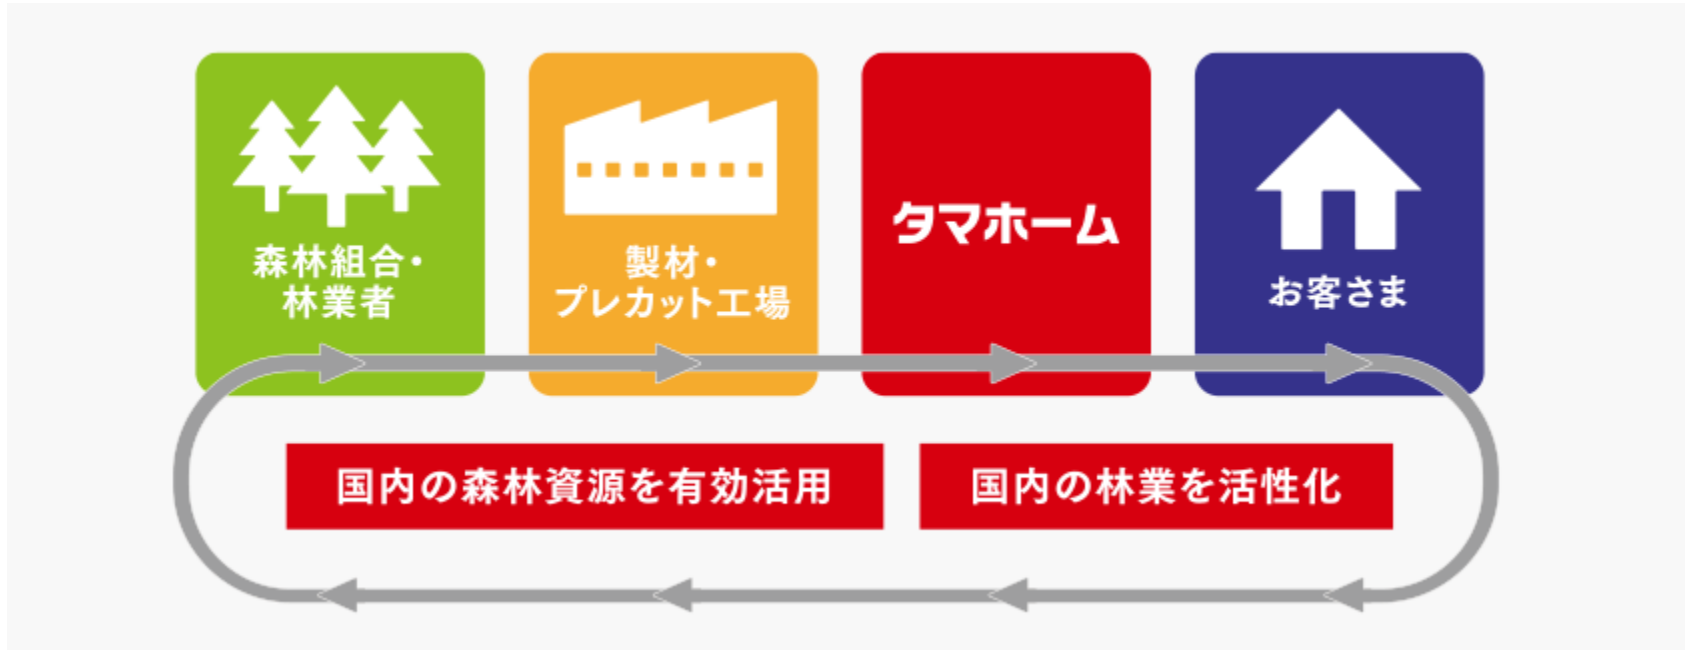 森林組合・
林業者
製材・
プレカット工場
タマホーム
お客さま
国内の森林資源を有効活用
国内の林業を活性化